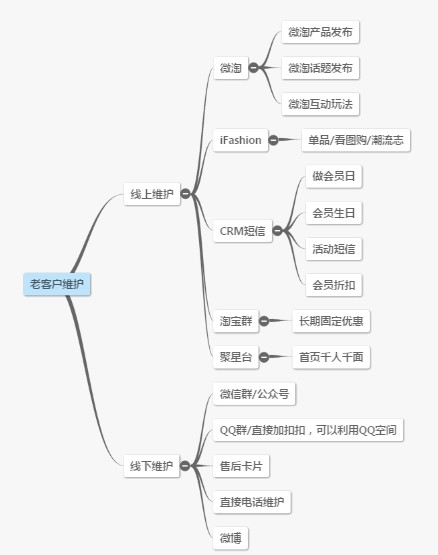 微淘产品发布
微淘
微淘话题发布
微淘互动玩法
iFashion
单品/看图购/潮流志
做会员日
线上维护
会员生日
CRM短信
活动短信
会员折扣
老客户维护
淘宝群
长期固定优惠
聚星台
首页千人千面
微信群/公众号
QQ群/直接加扣扣，可以利用QQ空间
线下维护
售后卡片
直接电话维护
微博